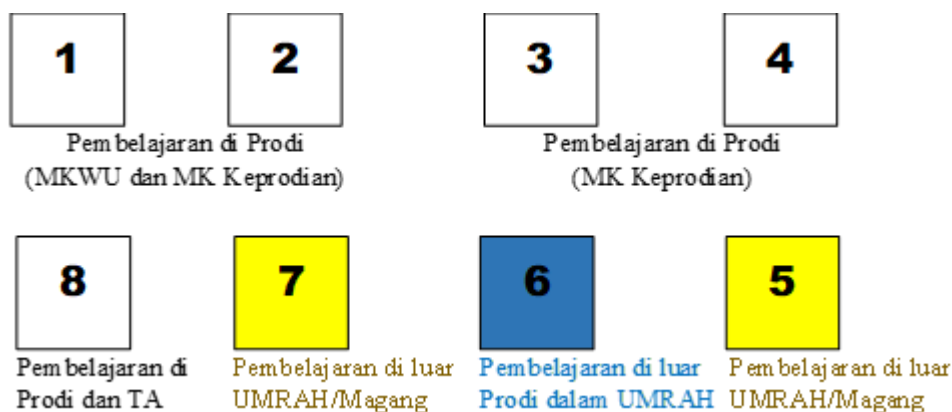 1 2 3 4
Pembelajaran di Prodi
(MKWU dan MK Keprodian)
Pembelajaran di Prodi
(MK Keprodian)
8 7 6 5
Pembelajaran di
Prodi dan TA
Pembelajaran di luar
UMRAH/Magang
Pembelajaran di luar
Prodi dalam UMRAH
Pembelajaran di luar
UMRAH/Magang